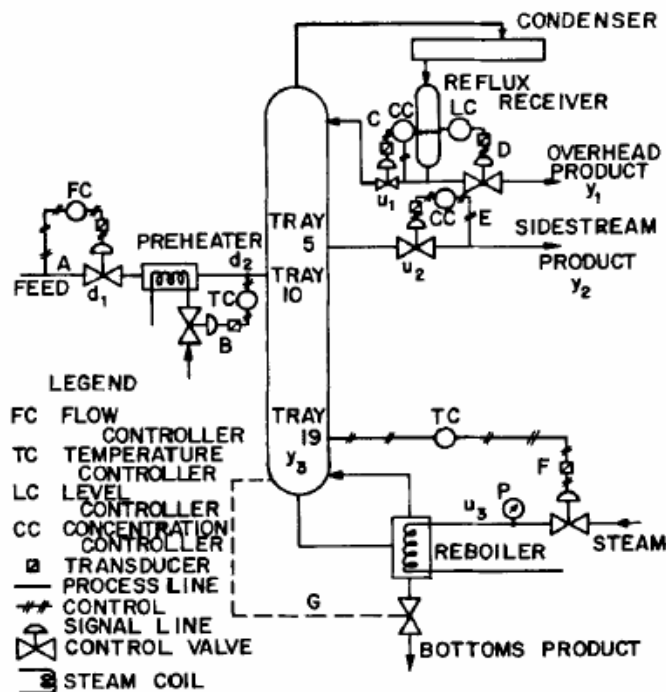 CONDENSER
REFLUX
RECEIVER
C CC LC
D
OVERHEAD
PRODUCT
y1
u1
CC E
SIDESTREAM
PRODUCT
y2
u2
TRAY
5
FC
PREHEATER
A
d2
FEED
d1
TRAY
10
TC
B
TRAY
19
y3
TC
F
P
u3
STEAM
REBOILER
G
BOTTOMS PRODUCT
LEGEND
FC FLOW
CONTROLLER
TC TEMPERATURE
CONTROLLER
LC LEVEL
CONTROLLER
CC CONCENTRATION
CONTROLLER
TRANSDUCER
PROCESS LINE
CONTROL
SIGNAL LINE
CONTROL VALVE
STEAM COIL